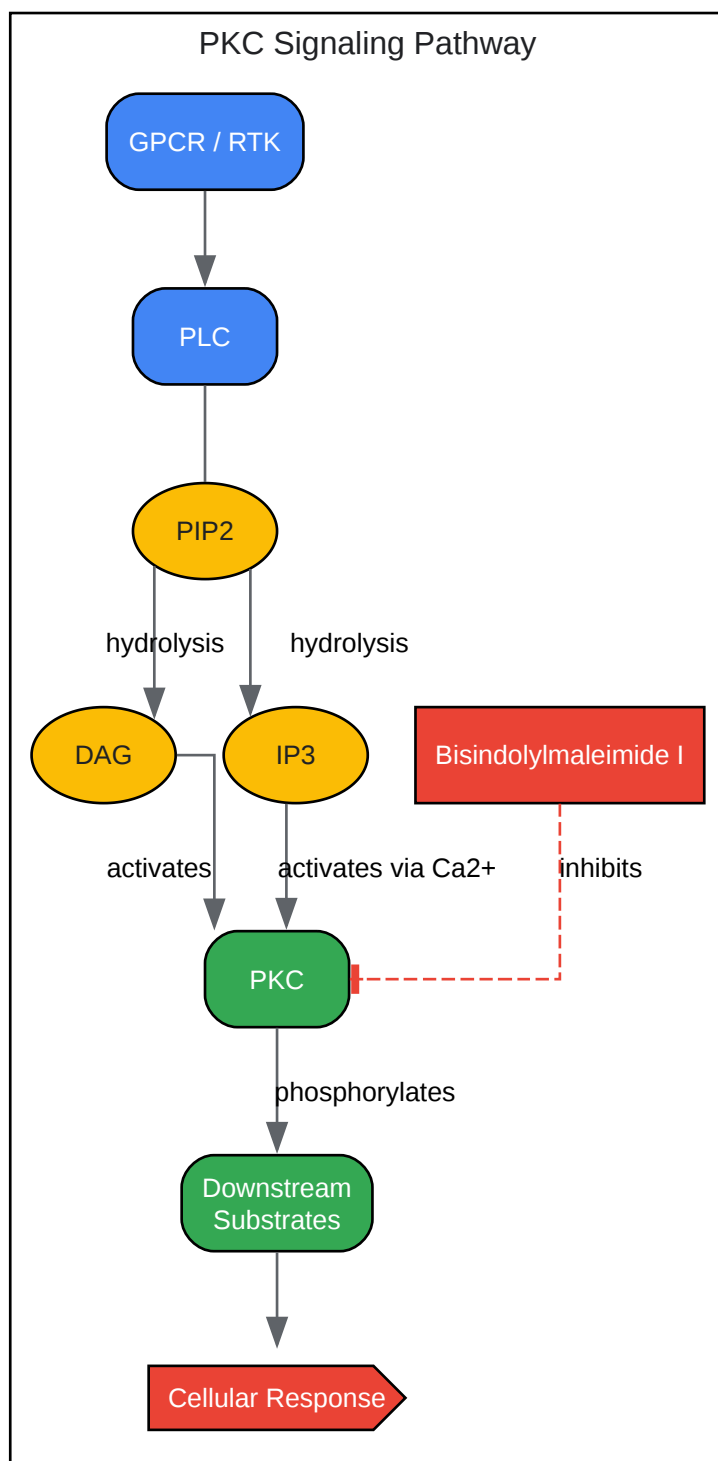 PKC Signaling Pathway
GPCR / RTK
PLC
PIP2
hydrolysis
hydrolysis
DAG
IP3
Bisindolylmaleimide I
activates
activates via Ca2+
inhibits
PKC
phosphorylates
Downstream
Substrates
Cellular Response